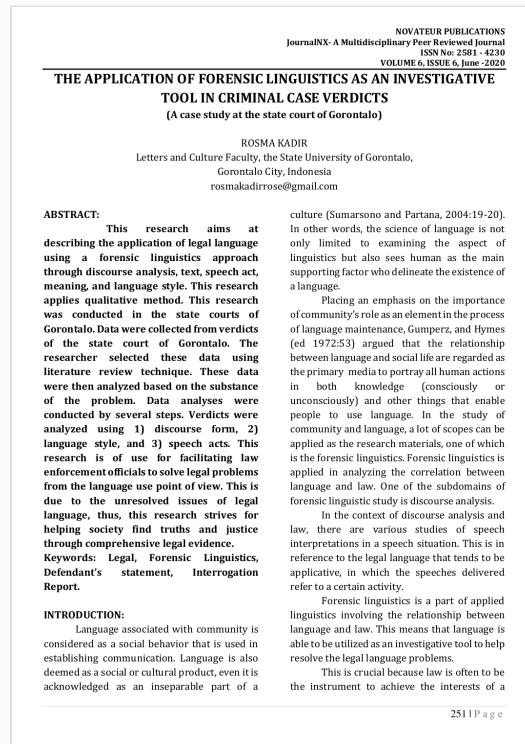 NOVATEUR PUBLICATIONS
JournalNX- A Multidisciplinary Peer Reviewed Journal
ISSN No: 2581 - 4230
VOLUME 6, ISSUE 6, June -2020
THE APPLICATION OF FORENSIC LINGUISTICS AS AN INVESTIGATIVE
TOOL IN CRIMINAL CASE VERDICTS
(A case study at the state court of Gorontalo)
ROSMA KADIR
Letters and Culture Faculty, the State University of Gorontalo,
Gorontalo City, Indonesia
rosmakadirrose@gmail.com
ABSTRACT:
This research aims at
describing the application of legal language
using a forensic linguistics approach
through discourse analysis, text, speech act,
meaning, and language style. This research
applies qualitative method. This research
was conducted in the state courts of
Gorontalo. Data were collected from verdicts
of the state court of Gorontalo. The
researcher selected these data using
literature review technique. These data
were then analyzed based on the substance
of the problem. Data analyses were
conducted by several steps. Verdicts were
analyzed using 1) discourse form, 2)
language style, and 3) speech acts. This
research is of use for facilitating law
enforcement officials to solve legal problems
from the language use point of view. This is
due to the unresolved issues of legal
language, thus, this research strives for
helping society find truths and justice
through comprehensive legal evidence.
Keywords: Legal, Forensic Linguistics,
Defendant's statement, Interrogation
Report.
INTRODUCTION:
Language associated with community is
considered as a social behavior that is used in
establishing communication. Language is also
deemed as a social or cultural product, even it is
acknowledged as an inseparable part of a
culture (Sumarsono and Partana, 2004:19-20).
In other words, the science of language is not
only limited to examining the aspect of
linguistics but also sees human as the main
supporting factor who delineate the existence of
a language.
Placing an emphasis on the importance
of community's role as an element in the process
of language maintenance, Gumperz, and Hymes
(ed 1972:53) argued that the relationship
between language and social life are regarded as
the primary media to portray all human actions
in both knowledge (consciously or
unconsciously) and other things that enable
people to use language. In the study of
community and language, a lot of scopes can be
applied as the research materials, one of which
is the forensic linguistics. Forensic linguistics is
applied in analyzing the correlation between
language and law. One of the subdomains of
forensic linguistic study is discourse analysis.
In the context of discourse analysis and
law, there are various studies of speech
interpretations in a speech situation. This is in
reference to the legal language that tends to be
applicative, in which the speeches delivered
refer to a certain activity.
Forensic linguistics is a part of applied
linguistics involving the relationship between
language and law. This means that language is
able to be utilized as an investigative tool to help
resolve the legal language problems.
This is crucial because law is often to be
the instrument to achieve the interests of a
251 | P a g e